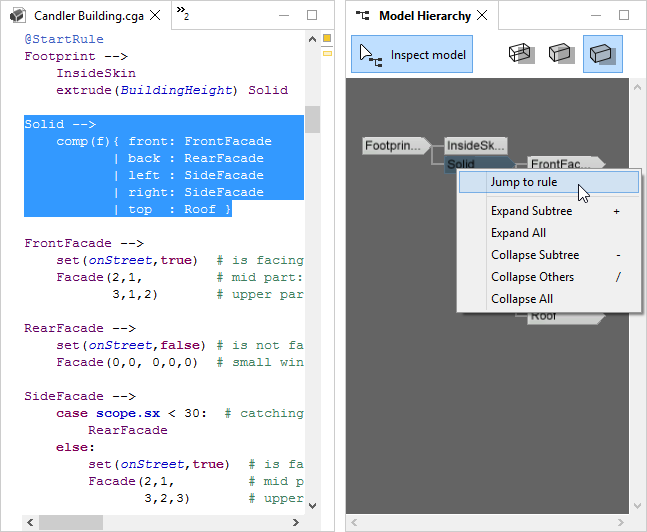 Candler Building.cga
2
@StartRule
Footprint -->
InsideSkin
extrude(BuildingHeight) Solid
Solid -->
comp(f){ front: FrontFacade
| back : RearFacade
| left : SideFacade
| right: SideFacade
| top  : Roof }
FrontFacade -->
set(onStreet,true)  # is facing
Facade(2,1,         # mid part:
3,1,2)       # upper par
RearFacade -->
set(onStreet,false) # is not fa
Facade(0,0, 0,0,0)  # small win
SideFacade -->
case scope.sx < 30:  # catching
RearFacade
else:
set(onStreet,true)  # is fa
Facade(2,1,         # mid p
3,2,3)       # upper
Model Hierarchy
Inspect model
Footprin... InsideSk...
Solid FrontFac...
Jump to rule
Expand Subtree +
Expand All
Collapse Subtree -
Collapse Others /
Collapse All
Roof